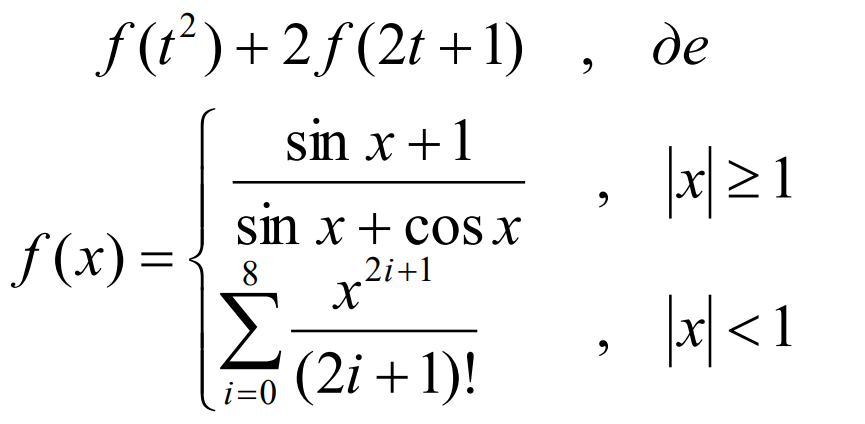 f(t²) + 2f(2t + 1) , де
f(x) = { (sin x + 1)/(sin x + cos x) , |x| ≥ 1
∑_{i=0}^{8} x^{2i+1}/(2i + 1)! , |x| < 1